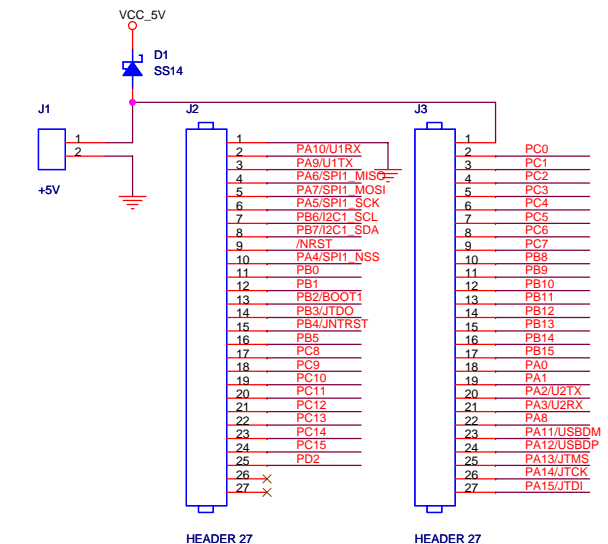 VCC_5V
D1
SS14
J1
1
2
+5V
J2
1
2 PA10/U1RX
3 PA9/U1TX
4 PA6/SPI1_MISO
5 PA7/SPI1_MOSI
6 PA5/SPI1_SCK
7 PB6/I2C1_SCL
8 PB7/I2C1_SDA
9 /NRST
10 PA4/SPI1_NSS
11 PB0
12 PB1
13 PB2/BOOT1
14 PB3/JTDO
15 PB4/JNTRST
16 PB5
17 PC8
18 PC9
19 PC10
20 PC11
21 PC12
22 PC13
23 PC14
24 PC15
25 PD2
26
27
HEADER 27
J3
1
2 PC0
3 PC1
4 PC2
5 PC3
6 PC4
7 PC5
8 PC6
9 PC7
10 PB8
11 PB9
12 PB10
13 PB11
14 PB12
15 PB13
16 PB14
17 PB15
18 PA0
19 PA1
20 PA2/U2TX
21 PA3/U2RX
22 PA8
23 PA11/USBDM
24 PA12/USBDP
25 PA13/JTMS
26 PA14/JTCK
27 PA15/JTDI
HEADER 27